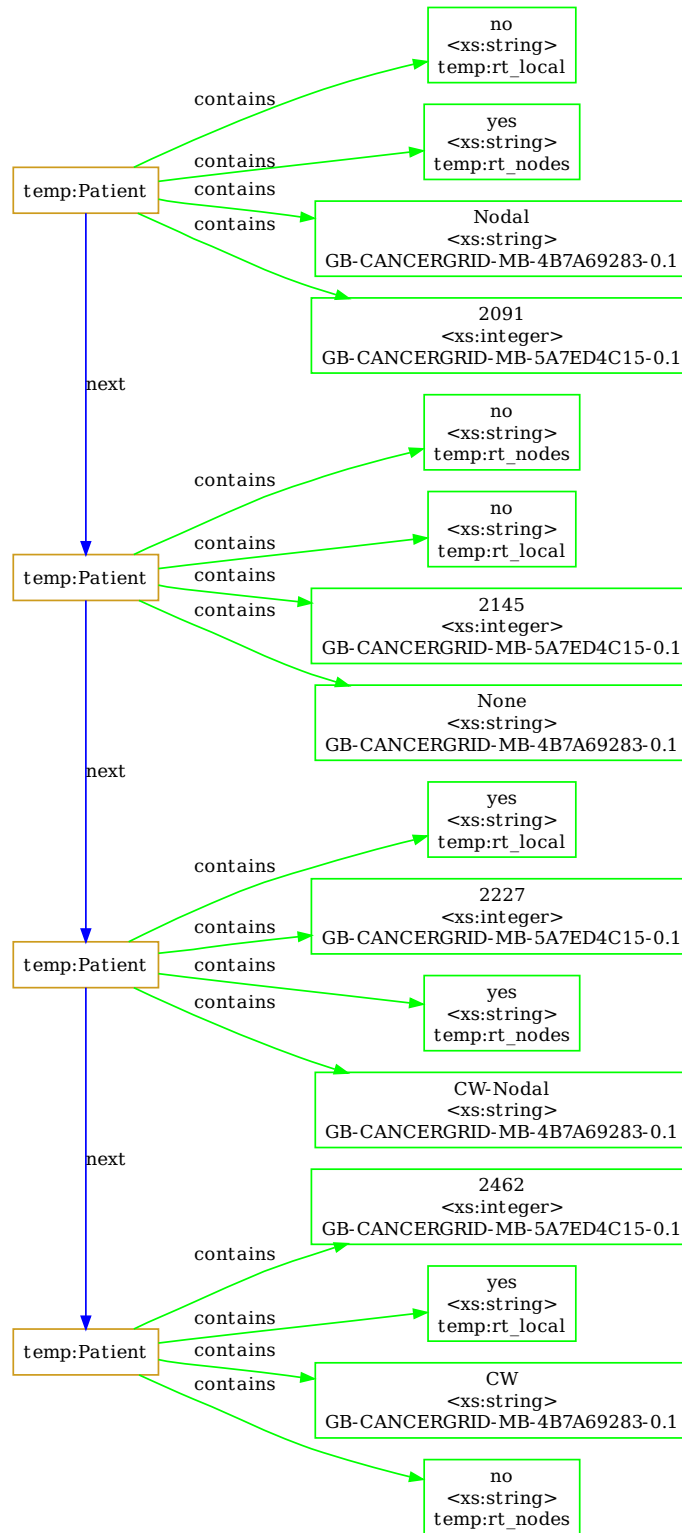 no
<xs:string>
temp:rt_local
contains
yes
<xs:string>
temp:rt_nodes
contains
temp:Patient
contains
Nodal
<xs:string>
GB-CANCERGRID-MB-4B7A69283-0.1
contains
2091
<xs:integer>
GB-CANCERGRID-MB-5A7ED4C15-0.1
next
no
<xs:string>
temp:rt_nodes
contains
no
<xs:string>
temp:rt_local
contains
temp:Patient
contains
2145
<xs:integer>
GB-CANCERGRID-MB-5A7ED4C15-0.1
contains
None
<xs:string>
GB-CANCERGRID-MB-4B7A69283-0.1
next
yes
<xs:string>
temp:rt_local
contains
2227
<xs:integer>
GB-CANCERGRID-MB-5A7ED4C15-0.1
contains
temp:Patient
contains
yes
<xs:string>
temp:rt_nodes
contains
CW-Nodal
<xs:string>
GB-CANCERGRID-MB-4B7A69283-0.1
next
2462
<xs:integer>
GB-CANCERGRID-MB-5A7ED4C15-0.1
contains
yes
<xs:string>
temp:rt_local
contains
temp:Patient
contains
CW
<xs:string>
GB-CANCERGRID-MB-4B7A69283-0.1
contains
no
<xs:string>
temp:rt_nodes